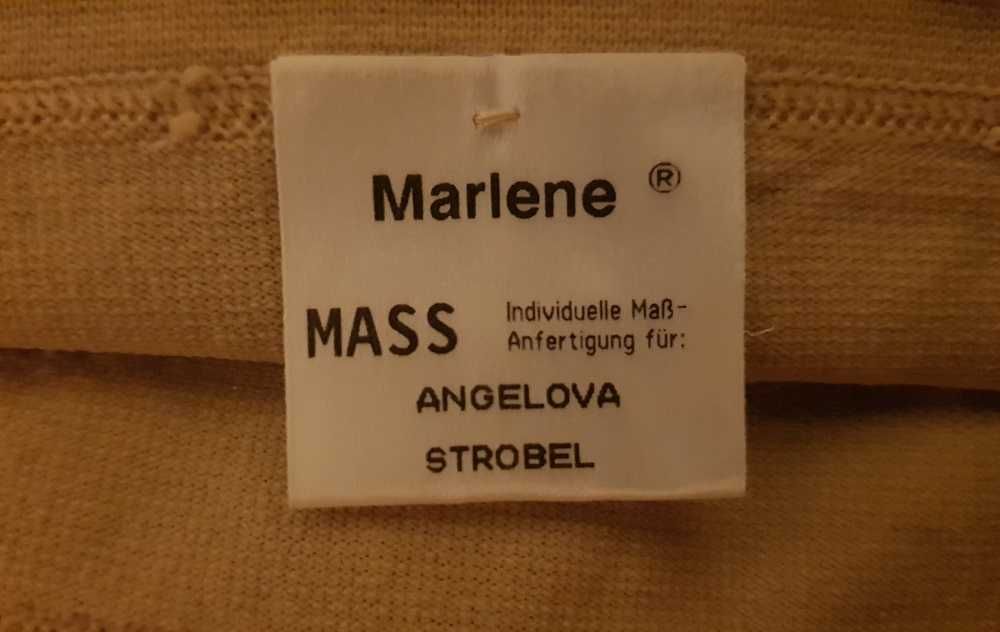 Marlene ®
MASS
Individuelle Maß-
Anfertigung für:
ANGELOVA
STROBEL